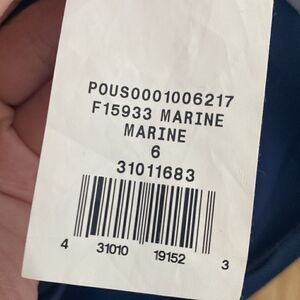 POUS0001006217
F15933 MARINE
MARINE
6
31011683
4 31010 19152 3